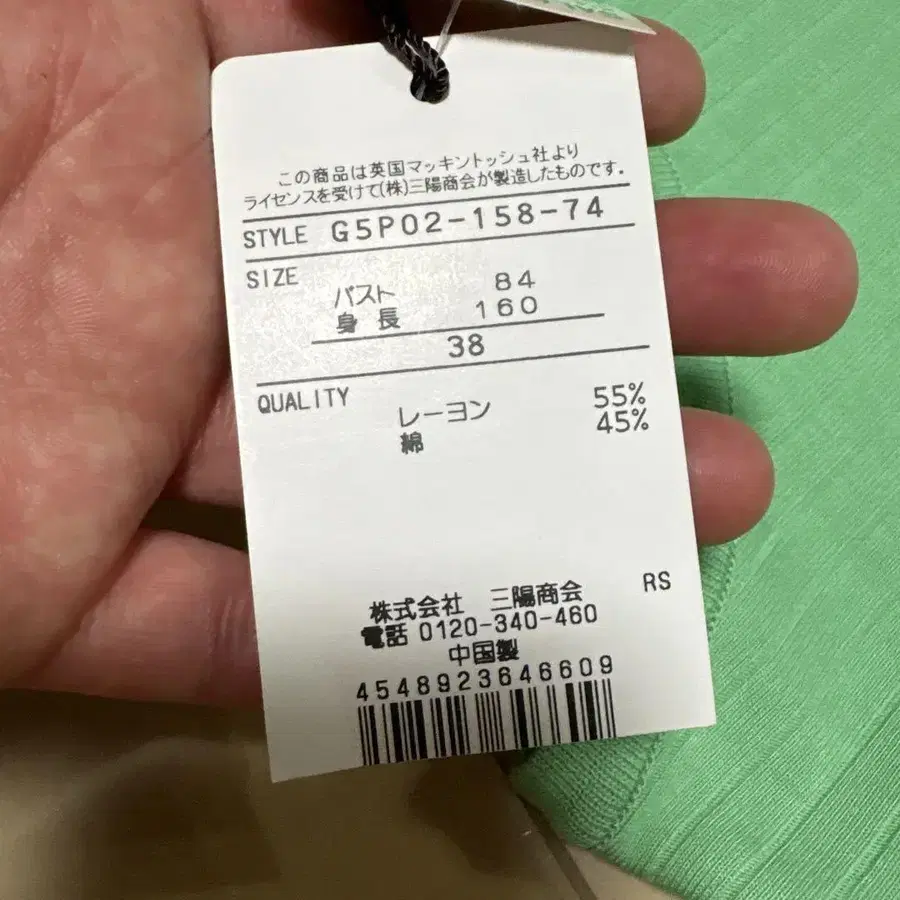 この商品は英国マッキントッシュ社より
ライセンスを受けて(株)三陽商会が製造したものです。
STYLE G5P02-158-74
SIZE
バスト 84
身長 160
38
QUALITY
レーヨン 55%
綿 45%
RS
株式会社 三陽商会
電話 0120-340-460
中国製
4548923646609